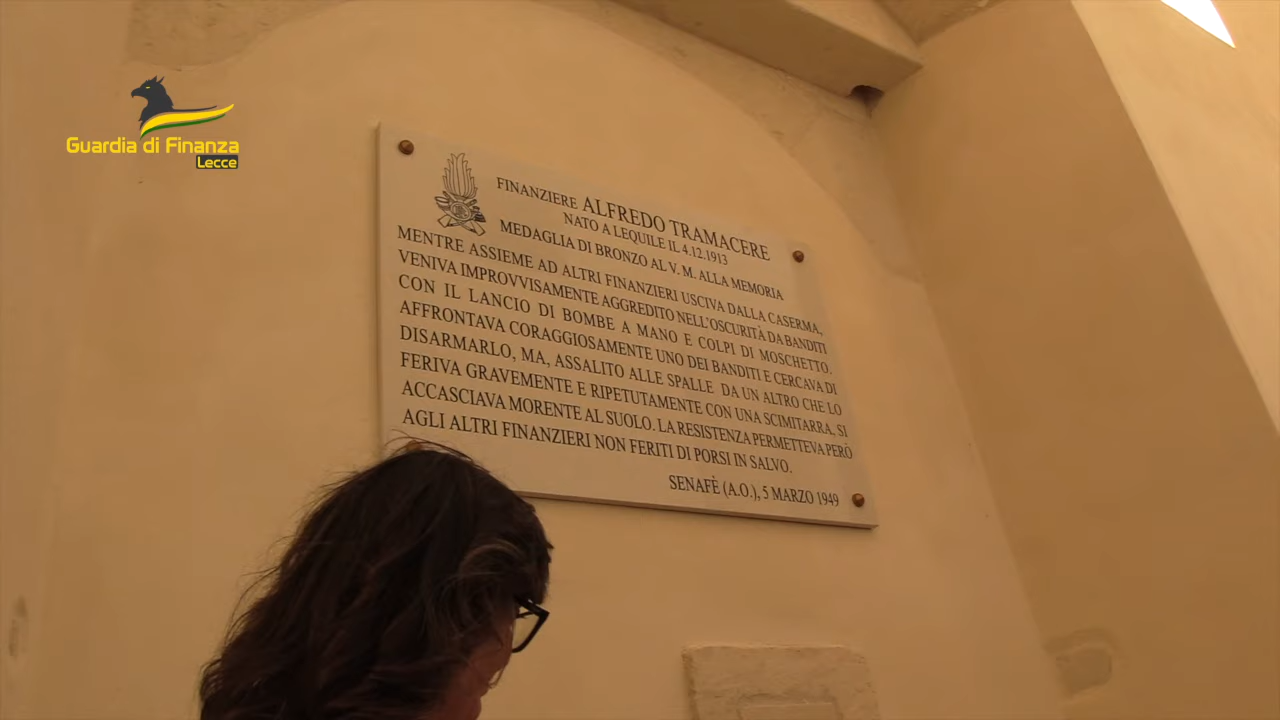 Guardia di Finanza
Lecce
FINANZIERE ALFREDO TRAMACERE
NATO A LEQUILE IL 4.12.1913
MEDAGLIA DI BRONZO AL V. M. ALLA MEMORIA
MENTRE ASSIEME AD ALTRI FINANZIERI USCIVA DALLA CASERMA,
VENIVA IMPROVVISAMENTE AGGREDITO NELL'OSCURITÀ DA BANDITI
CON IL LANCIO DI BOMBE A MANO E COLPI DI MOSCHETTO.
AFFRONTAVA CORAGGIOSAMENTE UNO DEI BANDITI E CERCAVA DI
DISARMARLO, MA, ASSALITO ALLE SPALLE DA UN ALTRO CHE LO
FERIVA GRAVEMENTE E RIPETUTAMENTE CON UNA SCIMITARRA, SI
ACCASCIAVA MORENTE AL SUOLO. LA RESISTENZA PERMETTEVA PERÒ
AGLI ALTRI FINANZIERI NON FERITI DI PORSI IN SALVO.
SENAFÈ (A.O.), 5 MARZO 1949